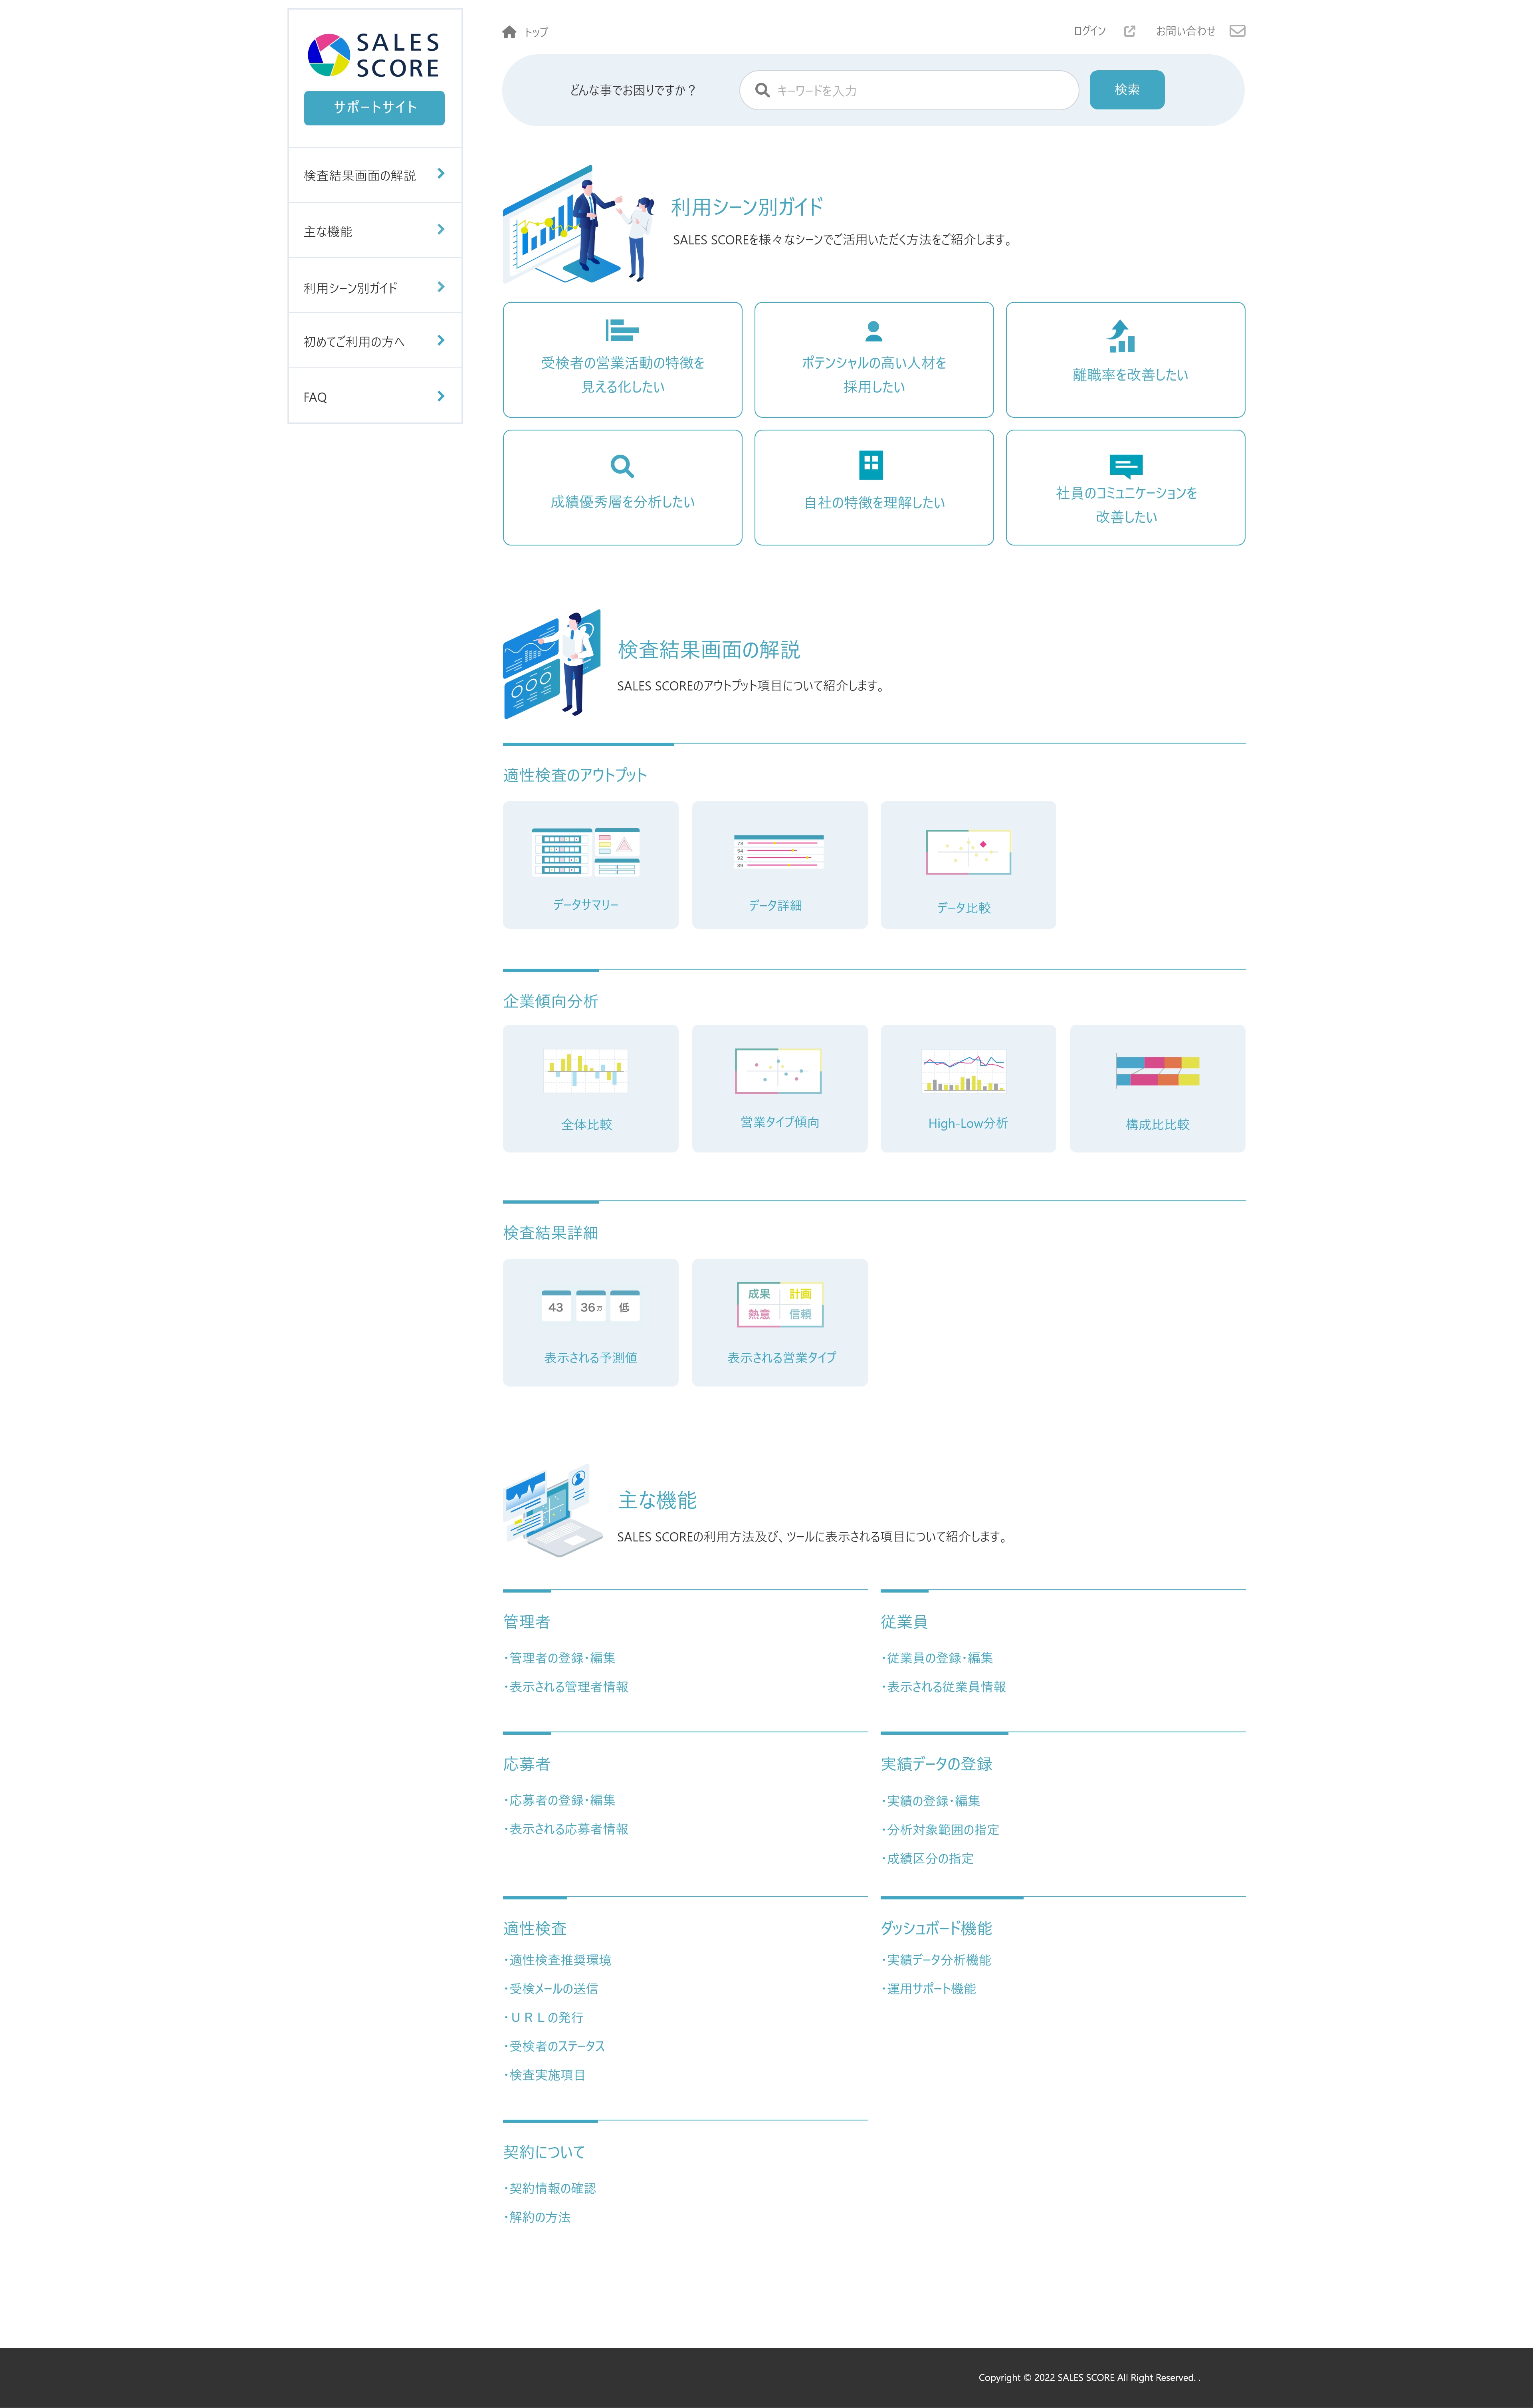 SALES
SCORE
サポートサイト
検査結果画面の解説
主な機能
利用シーン別ガイド
初めてご利用の方へ
FAQ
トップ
ログイン
お問い合わせ
どんな事でお困りですか？
キーワードを入力
検索
利用シーン別ガイド
SALES SCOREを様々なシーンでご活用いただく方法をご紹介します。
受検者の営業活動の特徴を
見える化したい
ポテンシャルの高い人材を
採用したい
離職率を改善したい
成績優秀層を分析したい
自社の特徴を理解したい
社員のコミュニケーションを
改善したい
検査結果画面の解説
SALES SCOREのアウトプット項目について紹介します。
適性検査のアウトプット
データサマリー
78
54
92
39
データ詳細
データ比較
企業傾向分析
全体比較
営業タイプ傾向
High-Low分析
構成比比較
検査結果詳細
43
36万
低
表示される予測値
成果
計画
熱意
信頼
表示される営業タイプ
主な機能
SALES SCOREの利用方法及び、ツールに表示される項目について紹介します。
管理者
・管理者の登録・編集
・表示される管理者情報
従業員
・従業員の登録・編集
・表示される従業員情報
応募者
・応募者の登録・編集
・表示される応募者情報
実績データの登録
・実績の登録・編集
・分析対象範囲の指定
・成績区分の指定
適性検査
・適性検査推奨環境
・受検メールの送信
・ＵＲＬの発行
・受検者のステータス
・検査実施項目
ダッシュボード機能
・実績データ分析機能
・運用サポート機能
契約について
・契約情報の確認
・解約の方法
Copyright © 2022 SALES SCORE All Right Reserved. .